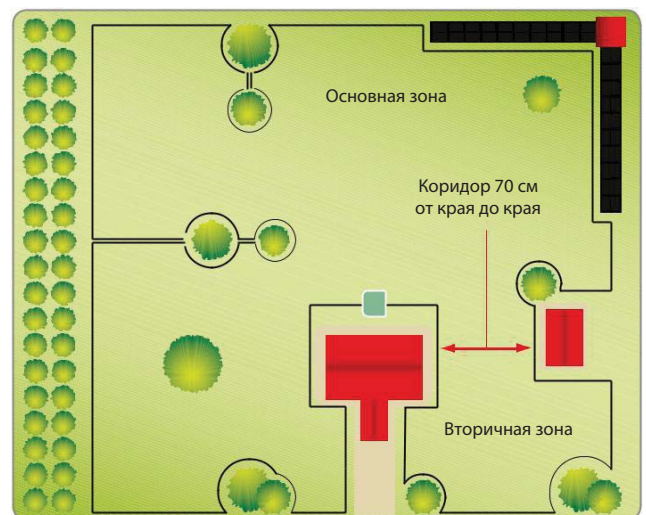 Основная зона
Коридор 70 см
от края до края
Вторичная зона